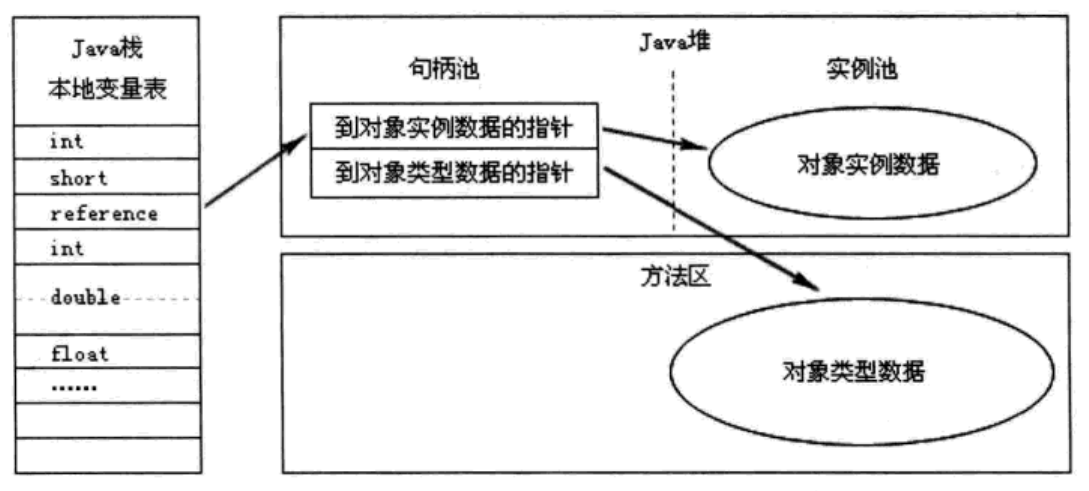 Java栈
本地变量表
int
short
reference
int
double
float
……
Java堆
句柄池
实例池
到对象实例数据的指针
到对象类型数据的指针
对象实例数据
方法区
对象类型数据